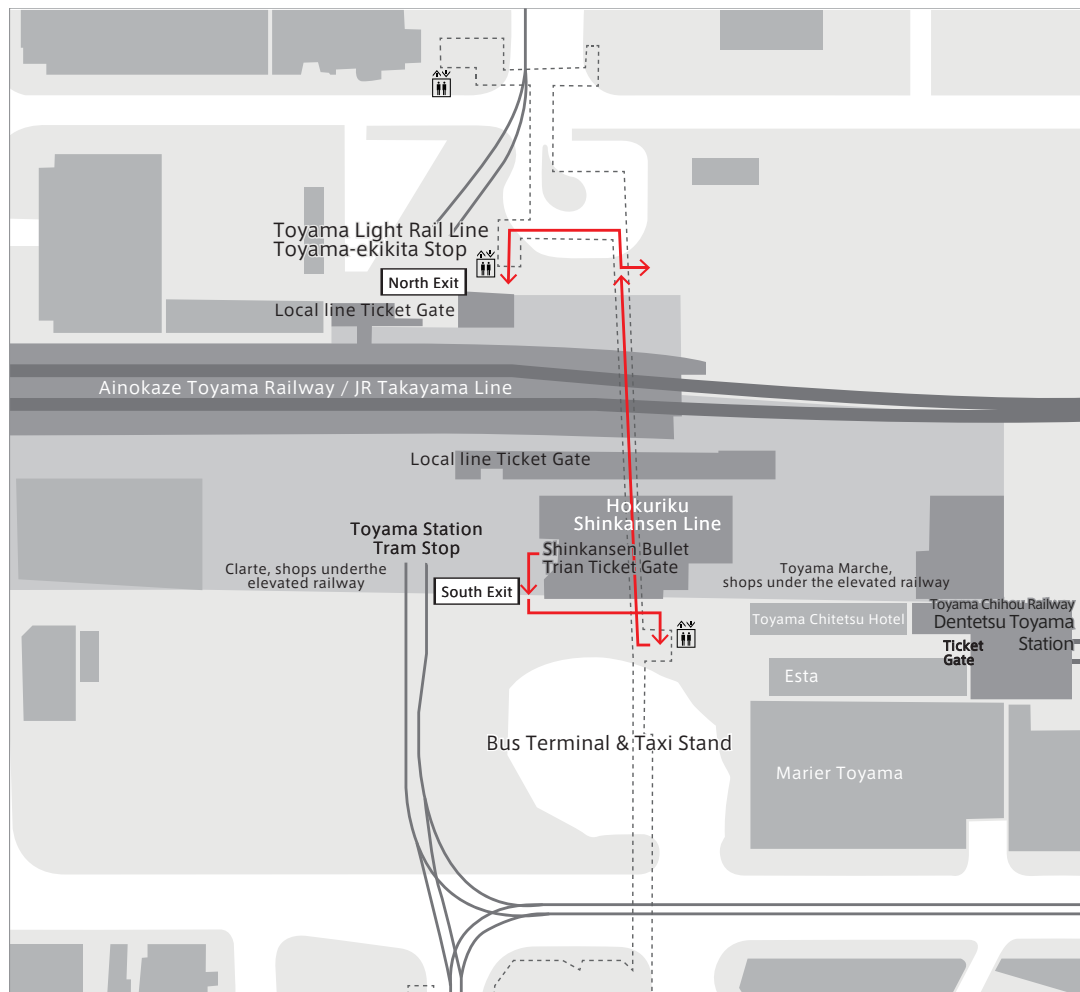 Toyama Light Rail Line
Toyama-ekikita Stop
North Exit
Local line Ticket Gate
Ainokaze Toyama Railway / JR Takayama Line
Local line Ticket Gate
Hokuriku
Shinkansen Line
Toyama Station
Tram Stop
Shinkansen Bullet
Trian Ticket Gate
Clarte, shops underthe
elevated railway
Toyama Marche,
shops under the elevated railway
South Exit
Toyama Chitetsu Hotel
Toyama Chihou Railway
Dentetsu Toyama
Station
Ticket
Gate
Esta
Bus Terminal & Taxi Stand
Marier Toyama